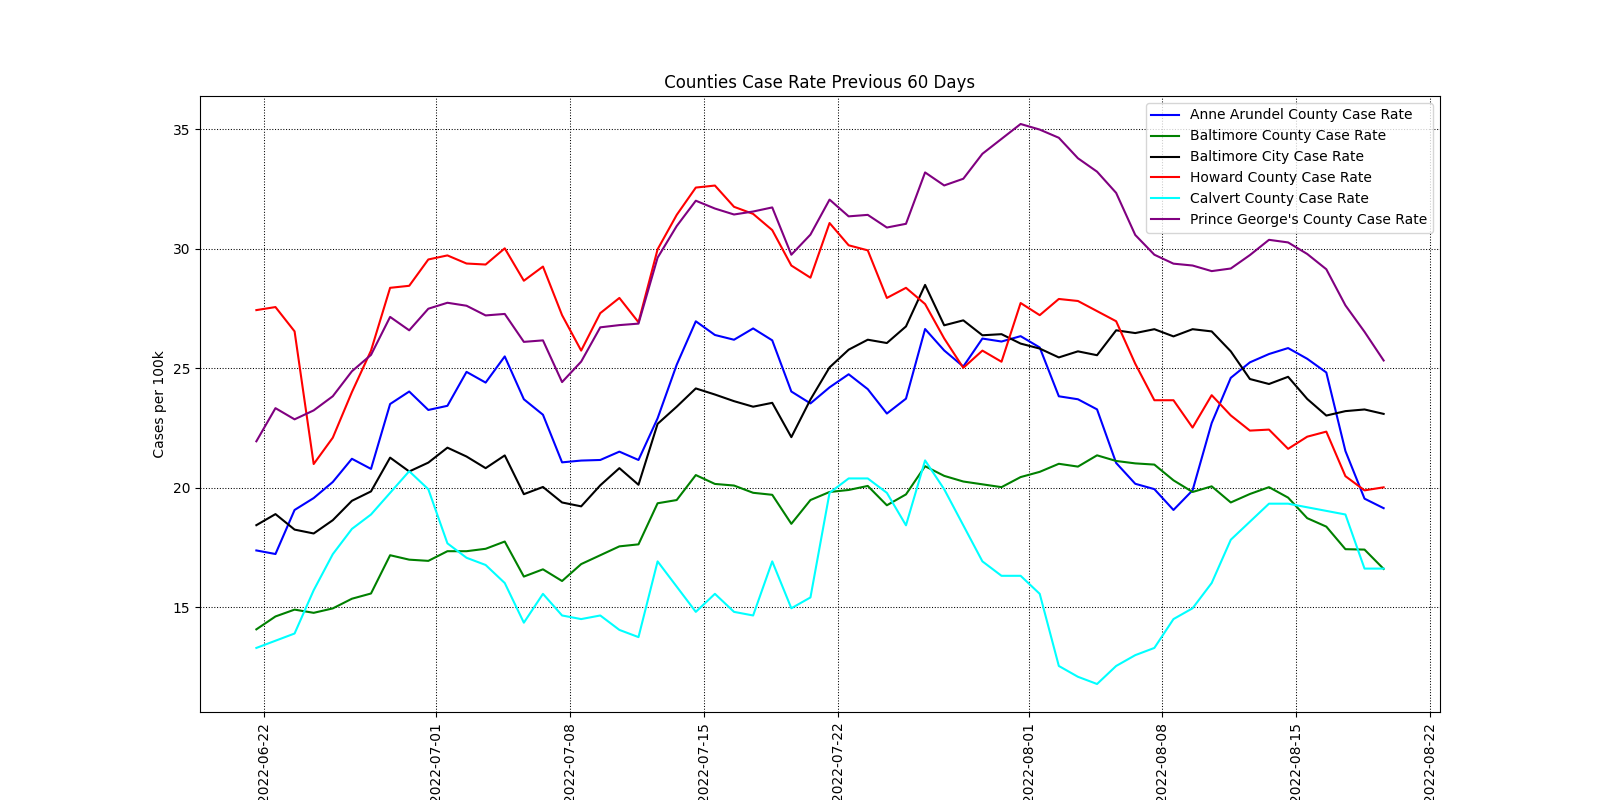 Counties Case Rate Previous 60 Days
Anne Arundel County Case Rate
Baltimore County Case Rate
Baltimore City Case Rate
Howard County Case Rate
Calvert County Case Rate
Prince George's County Case Rate
Cases per 100k
35
30
25
20
15
2022-06-22
2022-07-01
2022-07-08
2022-07-15
2022-07-22
2022-08-01
2022-08-08
2022-08-15
2022-08-22